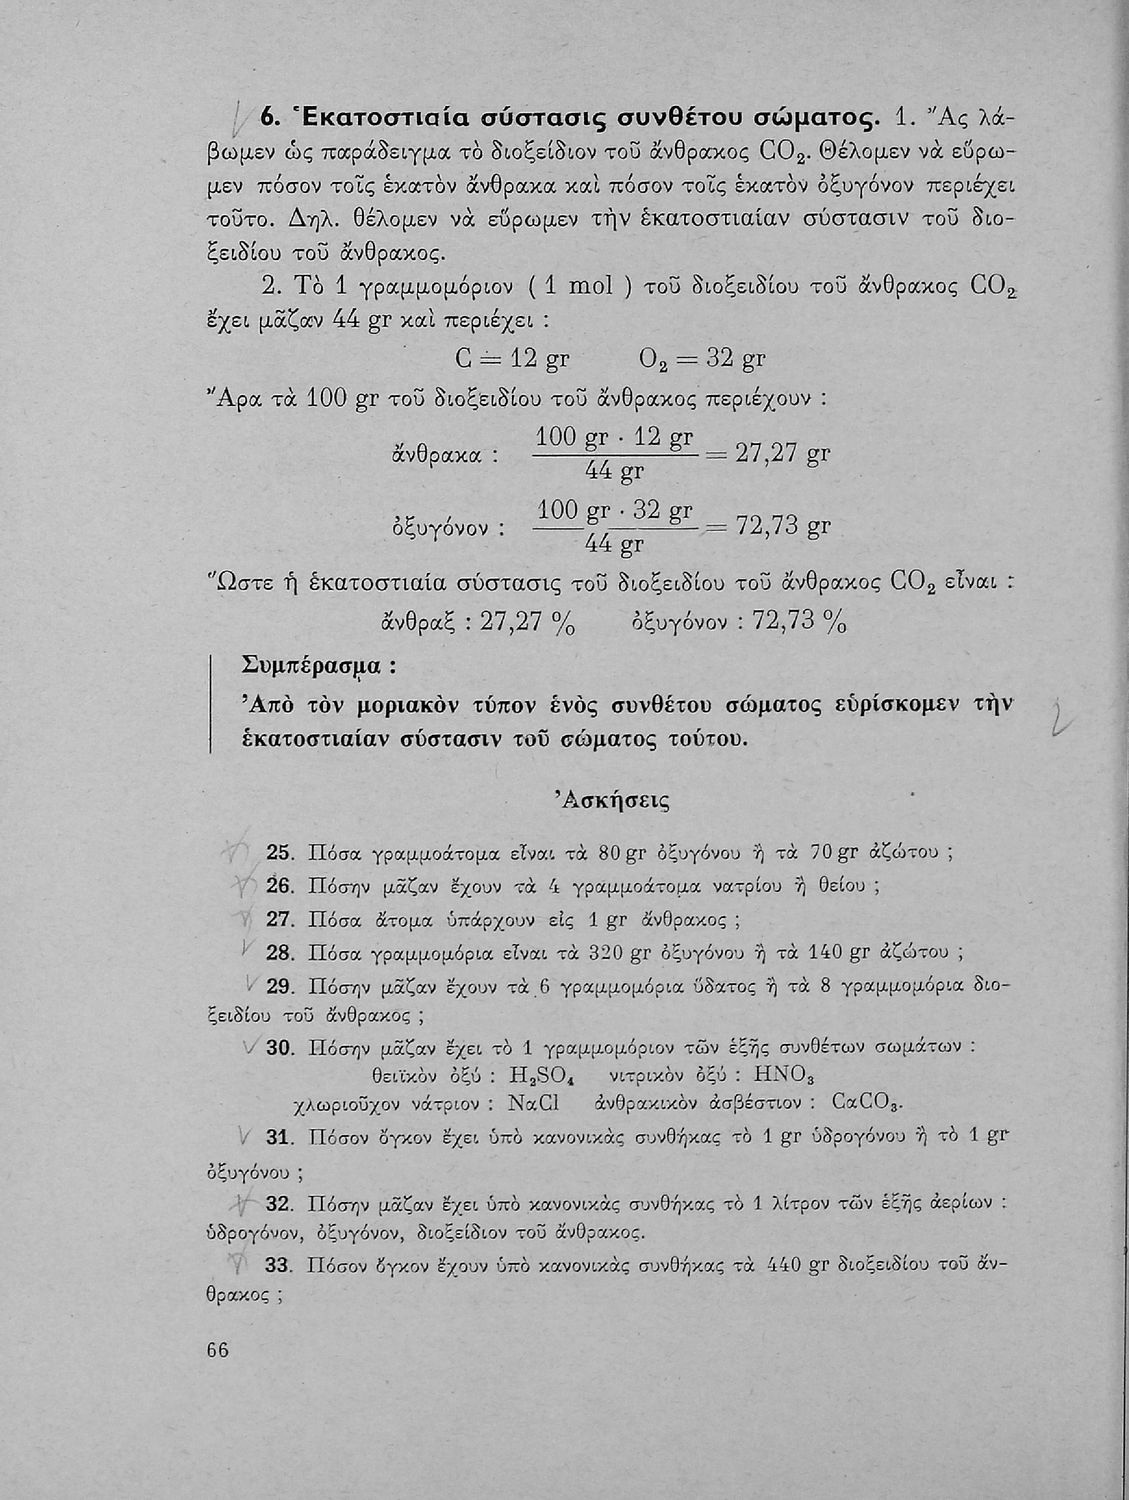 6. Ἑκατοστιαία σύστασις συνθέτου σώματος. 1. Ἄς λά-
βωμεν ὡς παράδειγμα τὸ διοξείδιον τοῦ ἄνθρακος CO₂. Θέλομεν νὰ εὕρω-
μεν πόσον τοῖς ἑκατὸν ἄνθρακα καὶ πόσον τοῖς ἑκατὸν ὀξυγόνον περιέχει
τοῦτο. Δηλ. θέλομεν νὰ εὕρωμεν τὴν ἑκατοστιαίαν σύστασιν τοῦ διο-
ξειδίου τοῦ ἄνθρακος.
2. Τὸ 1 γραμμομόριον ( 1 mol ) τοῦ διοξειδίου τοῦ ἄνθρακος CO₂
ἔχει μᾶζαν 44 gr καὶ περιέχει :
C = 12 gr O₂ = 32 gr
Ἄρα τὰ 100 gr τοῦ διοξειδίου τοῦ ἄνθρακος περιέχουν :
ἄνθρακα : 100 gr · 12 gr / 44 gr = 27,27 gr
ὀξυγόνον : 100 gr · 32 gr / 44 gr = 72,73 gr
Ὥστε ἡ ἑκατοστιαία σύστασις τοῦ διοξειδίου τοῦ ἄνθρακος CO₂ εἶναι :
ἄνθραξ : 27,27 % ὀξυγόνον : 72,73 %
Συμπέρασμα :
Ἀπὸ τὸν μοριακὸν τύπον ἑνὸς συνθέτου σώματος εὑρίσκομεν τὴν
ἑκατοστιαίαν σύστασιν τοῦ σώματος τούτου.
Ἀσκήσεις
25. Πόσα γραμμοάτομα εἶναι τὰ 80 gr ὀξυγόνου ἢ τὰ 70 gr ἀζώτου ;
26. Πόσην μᾶζαν ἔχουν τὰ 4 γραμμοάτομα νατρίου ἢ θείου ;
27. Πόσα ἄτομα ὑπάρχουν εἰς 1 gr ἄνθρακος ;
28. Πόσα γραμμομόρια εἶναι τὰ 320 gr ὀξυγόνου ἢ τὰ 140 gr ἀζώτου ;
29. Πόσην μᾶζαν ἔχουν τὰ 6 γραμμομόρια ὕδατος ἢ τὰ 8 γραμμομόρια διο-
ξειδίου τοῦ ἄνθρακος ;
30. Πόσην μᾶζαν ἔχει τὸ 1 γραμμομόριον τῶν ἑξῆς συνθέτων σωμάτων :
θειϊκὸν ὀξύ : H₂SO₄ νιτρικὸν ὀξύ : HNO₃
χλωριοῦχον νάτριον : NaCl ἀνθρακικὸν ἀσβέστιον : CaCO₃.
31. Πόσον ὄγκον ἔχει ὑπὸ κανονικὰς συνθήκας τὸ 1 gr ὑδρογόνου ἢ τὸ 1 gr
ὀξυγόνου ;
32. Πόσην μᾶζαν ἔχει ὑπὸ κανονικὰς συνθήκας τὸ 1 λίτρον τῶν ἑξῆς ἀερίων :
ὑδρογόνον, ὀξυγόνον, διοξείδιον τοῦ ἄνθρακος.
33. Πόσον ὄγκον ἔχουν ὑπὸ κανονικὰς συνθήκας τὰ 440 gr διοξειδίου τοῦ ἄν-
θρακος ;
66